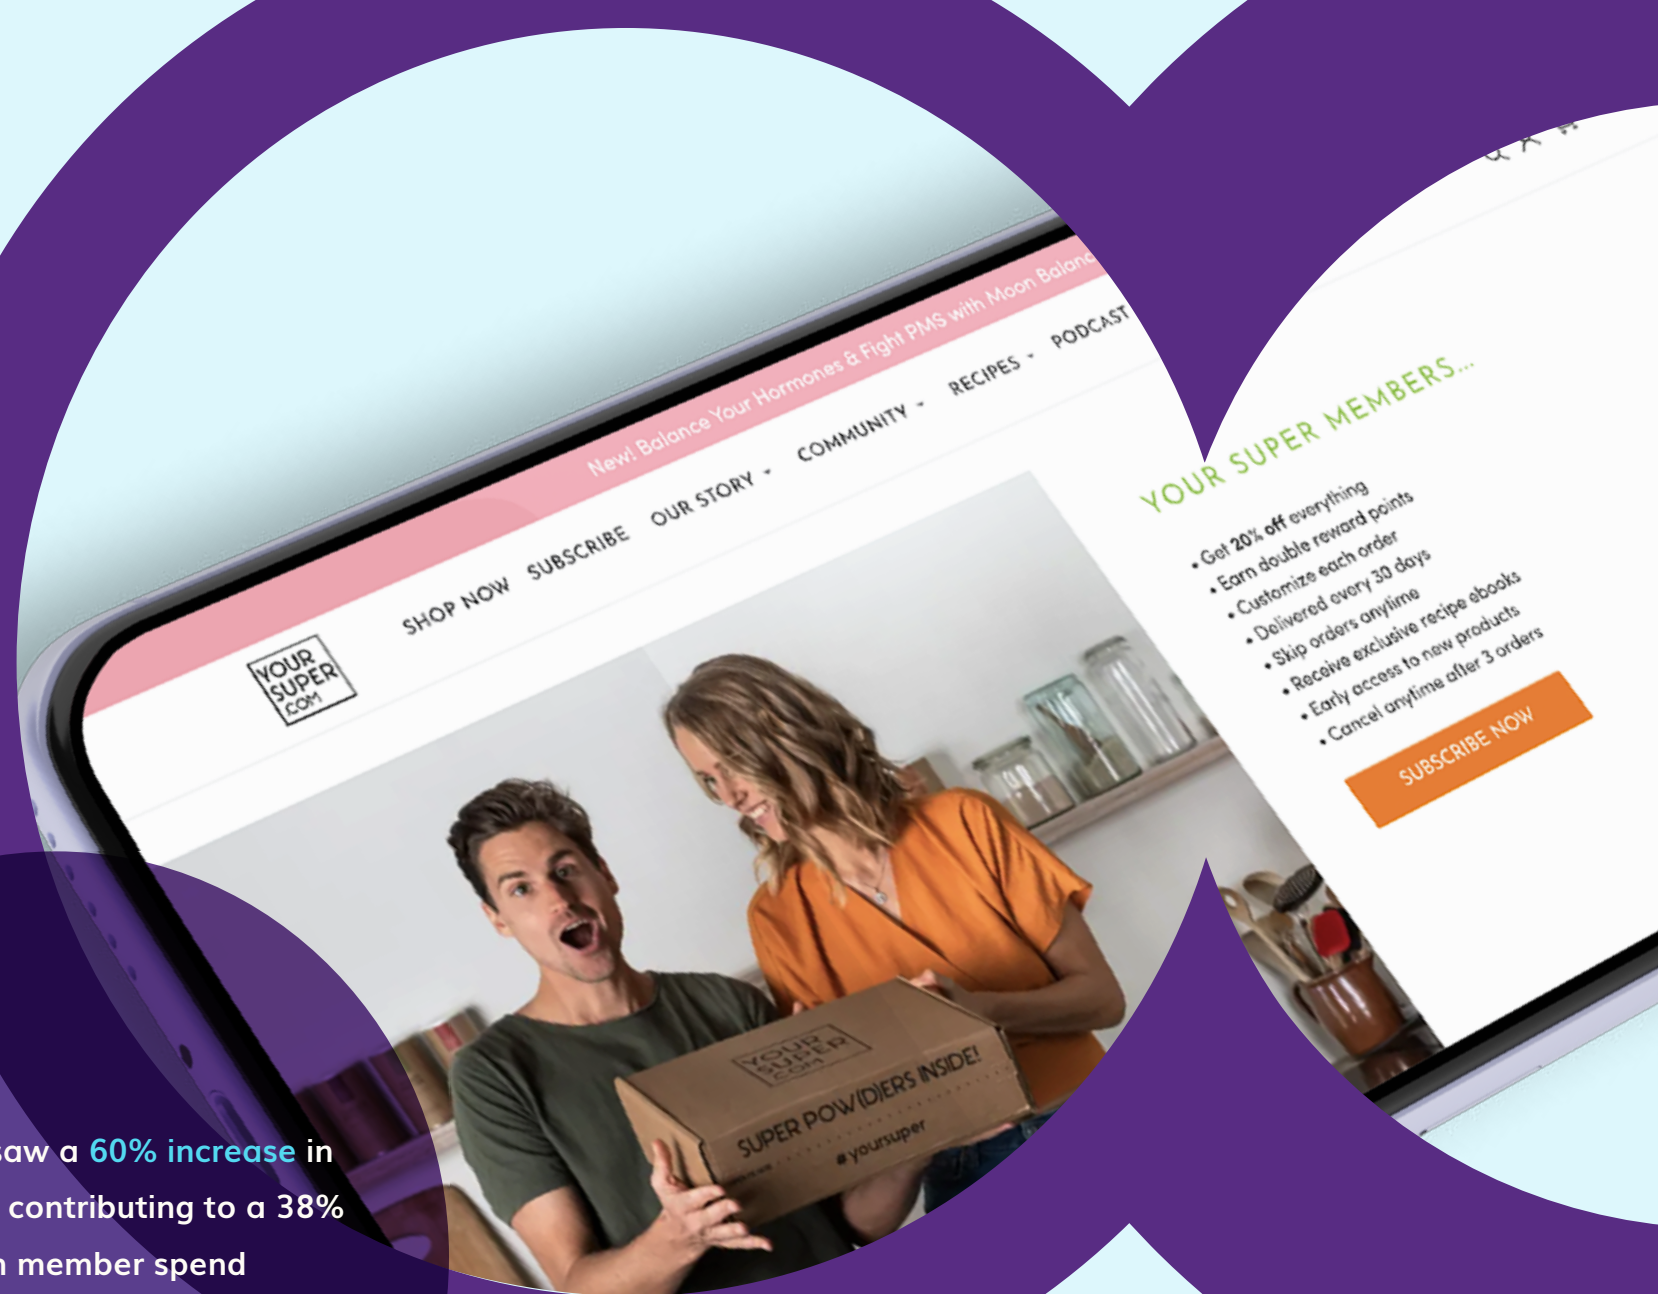 New! Balance Your Hormones & Fight PMS with Moon
SHOP NOW SUBSCRIBE OUR STORY COMMUNITY RECIPES PODCAST
YOUR
SUPER
.COM
YOUR SUPER MEMBERS...
• Get 20% off everything
• Earn double reward points
• Customize each order
• Delivered every 30 days
• Skip orders anytime
• Receive exclusive recipe ebooks
• Early access to new products
• Cancel anytime after 3 orders
SUBSCRIBE NOW
YOUR
SUPER
.COM
SUPER POW(D)ERS INSIDE!
#yoursuper
saw a 60% increase in
contributing to a 38%
member spend